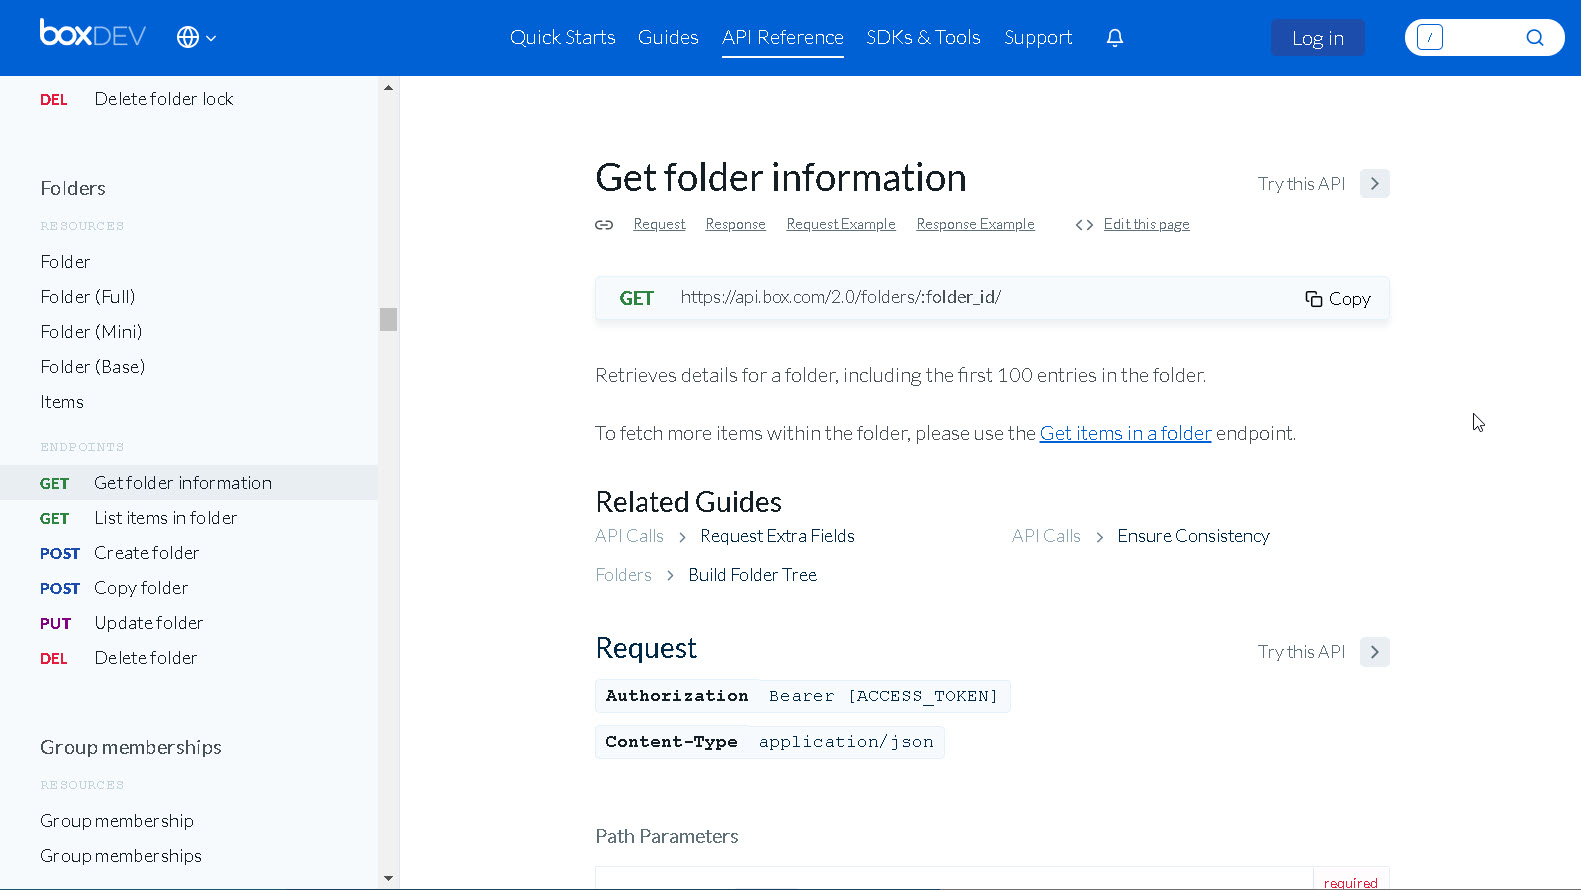 boxDEV
Quick Starts Guides API Reference SDKs & Tools Support
Log in
/
DEL Delete folder lock
Folders
RESOURCES
Folder
Folder (Full)
Folder (Mini)
Folder (Base)
Items
ENDPOINTS
GET Get folder information
GET List items in folder
POST Create folder
POST Copy folder
PUT Update folder
DEL Delete folder
Group memberships
RESOURCES
Group membership
Group memberships
Get folder information
Try this API
Request Response Request Example Response Example Edit this page
GET https://api.box.com/2.0/folders/:folder_id/ Copy
Retrieves details for a folder, including the first 100 entries in the folder.
To fetch more items within the folder, please use the Get items in a folder endpoint.
Related Guides
API Calls > Request Extra Fields API Calls > Ensure Consistency
Folders > Build Folder Tree
Request
Try this API
Authorization Bearer [ACCESS_TOKEN]
Content-Type application/json
Path Parameters
required